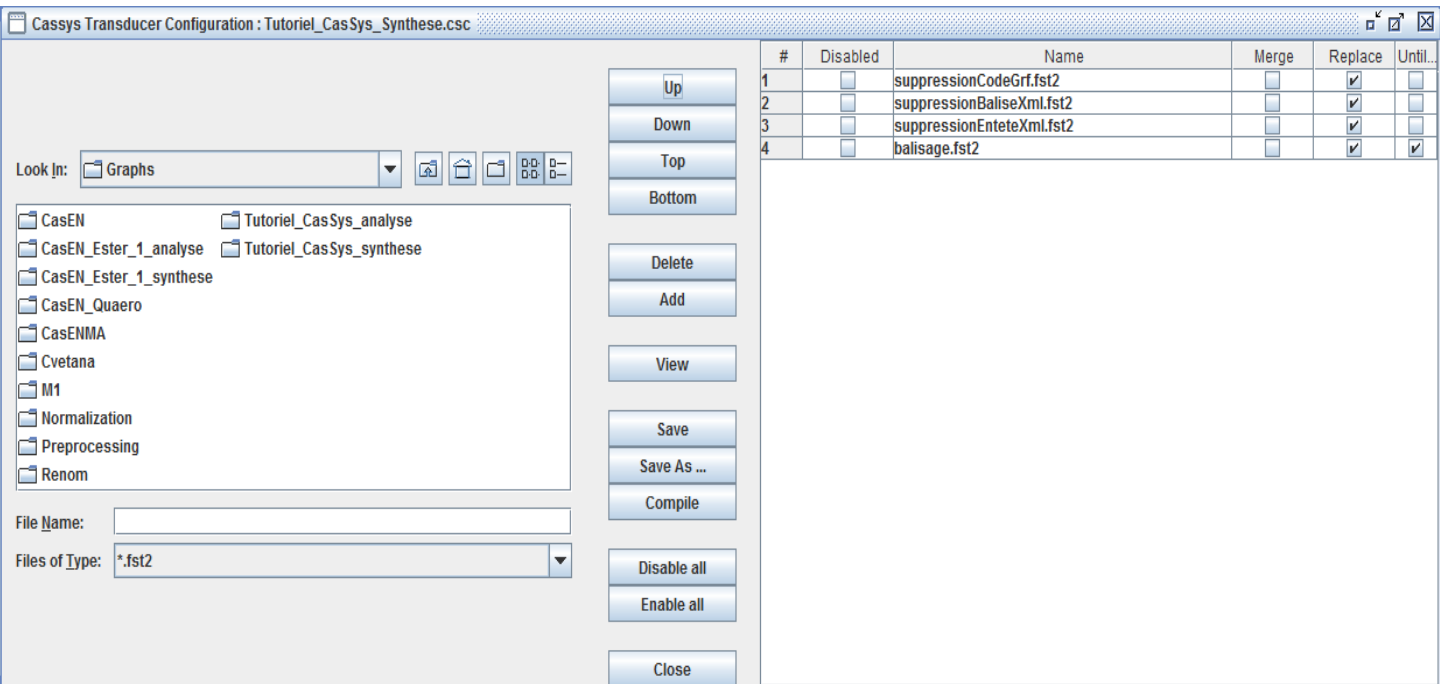 Cassys Transducer Configuration : Tutoriel_CasSys_Synthese.csc
Look In: Graphs
CasEN Tutoriel_CasSys_analyse
CasEN_Ester_1_analyse Tutoriel_CasSys_synthese
CasEN_Ester_1_synthese
CasEN_Quaero
CasENMA
Cvetana
M1
Normalization
Preprocessing
Renom
File Name:
Files of Type: *.fst2
Up
Down
Top
Bottom
Delete
Add
View
Save
Save As ...
Compile
Disable all
Enable all
Close
# Disabled Name Merge Replace Until...
1 suppressionCodeGrf.fst2
2 suppressionBaliseXml.fst2
3 suppressionEnteteXml.fst2
4 balisage.fst2